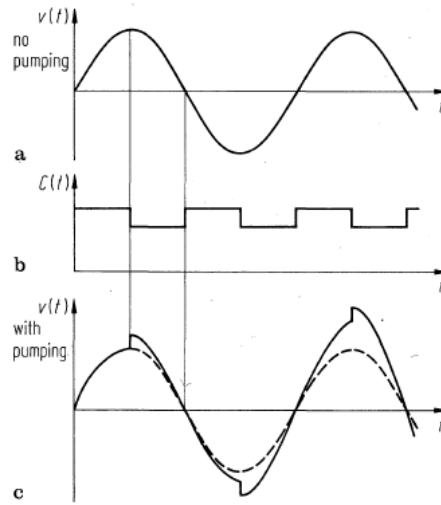 v(t)
no
pumping
t
a
C(t)
b
t
v(t)
with
pumping
t
c